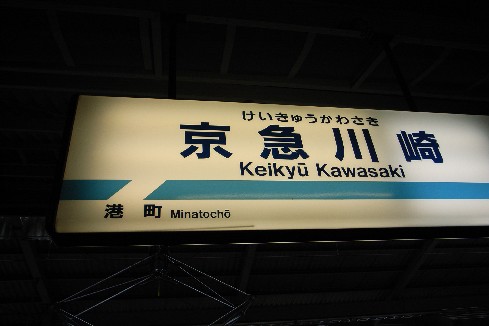 けいきゅうかわさき
京急川崎
Keikyū Kawasaki
港町 Minatochō